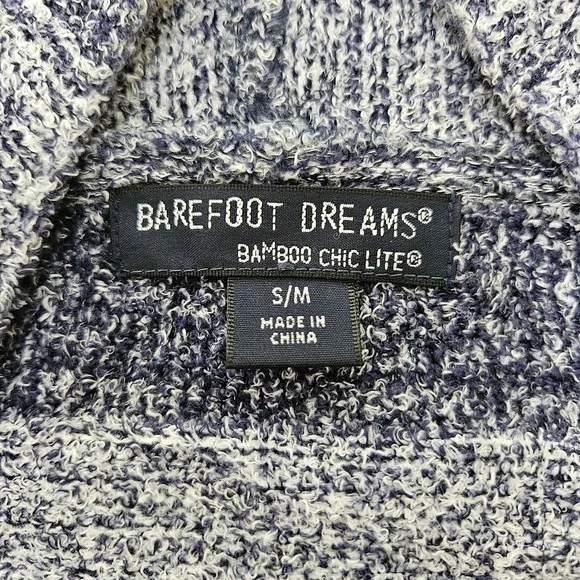 BAREFOOT DREAMS®
BAMBOO CHIC LITE®
S/M
MADE IN
CHINA